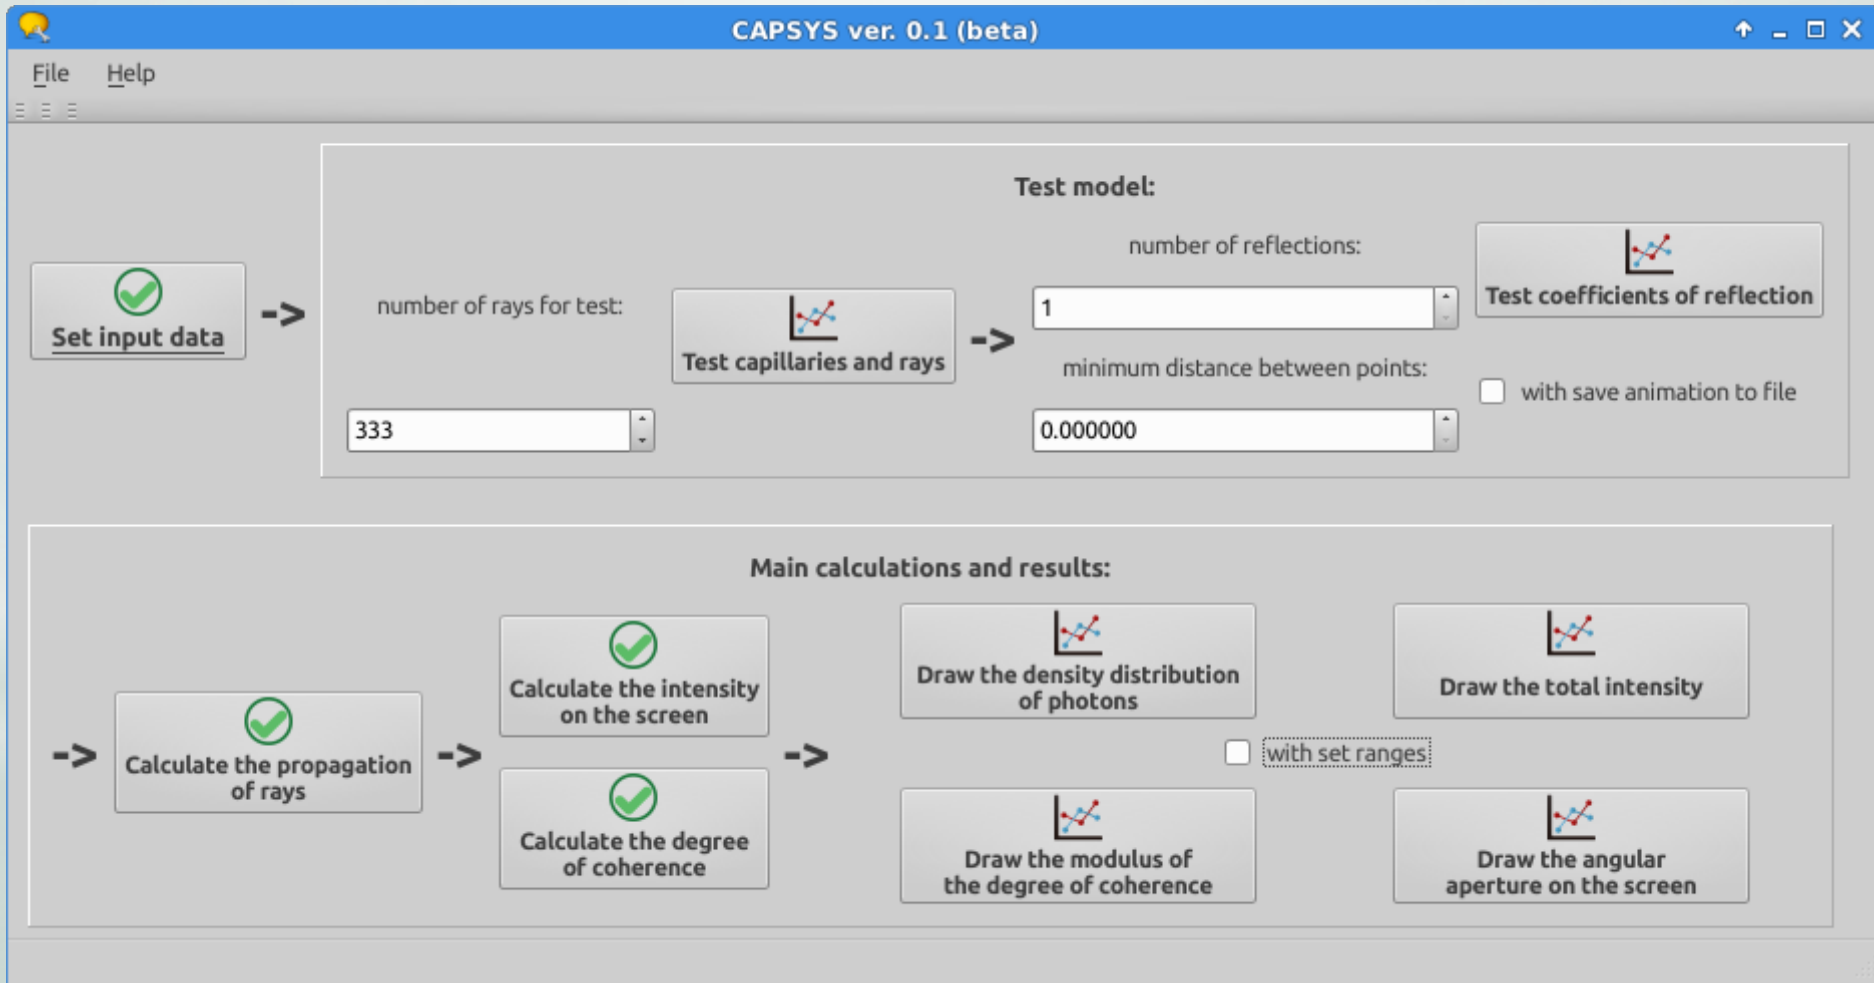 CAPSYS ver. 0.1 (beta)
File Help
Test model:
Set input data
->
number of rays for test:
333
Test capillaries and rays
->
number of reflections:
1
minimum distance between points:
0.000000
Test coefficients of reflection
with save animation to file
Main calculations and results:
->
Calculate the propagation
of rays
->
Calculate the intensity
on the screen
Calculate the degree
of coherence
->
Draw the density distribution
of photons
Draw the total intensity
with set ranges
Draw the modulus of
the degree of coherence
Draw the angular
aperture on the screen